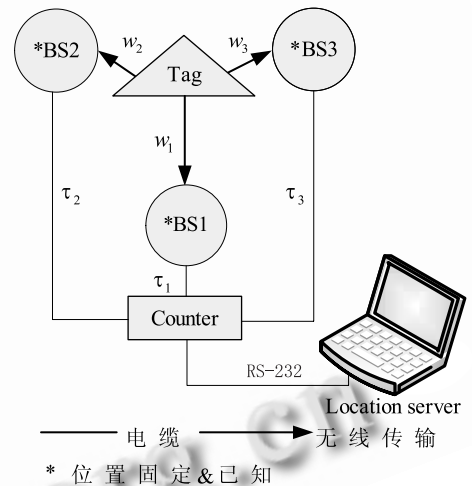 *BS2
w2
w3
*BS3
Tag
w1
τ2
τ3
*BS1
τ1
Counter
RS-232
Location server
电缆
无线传输
* 位置固定&已知